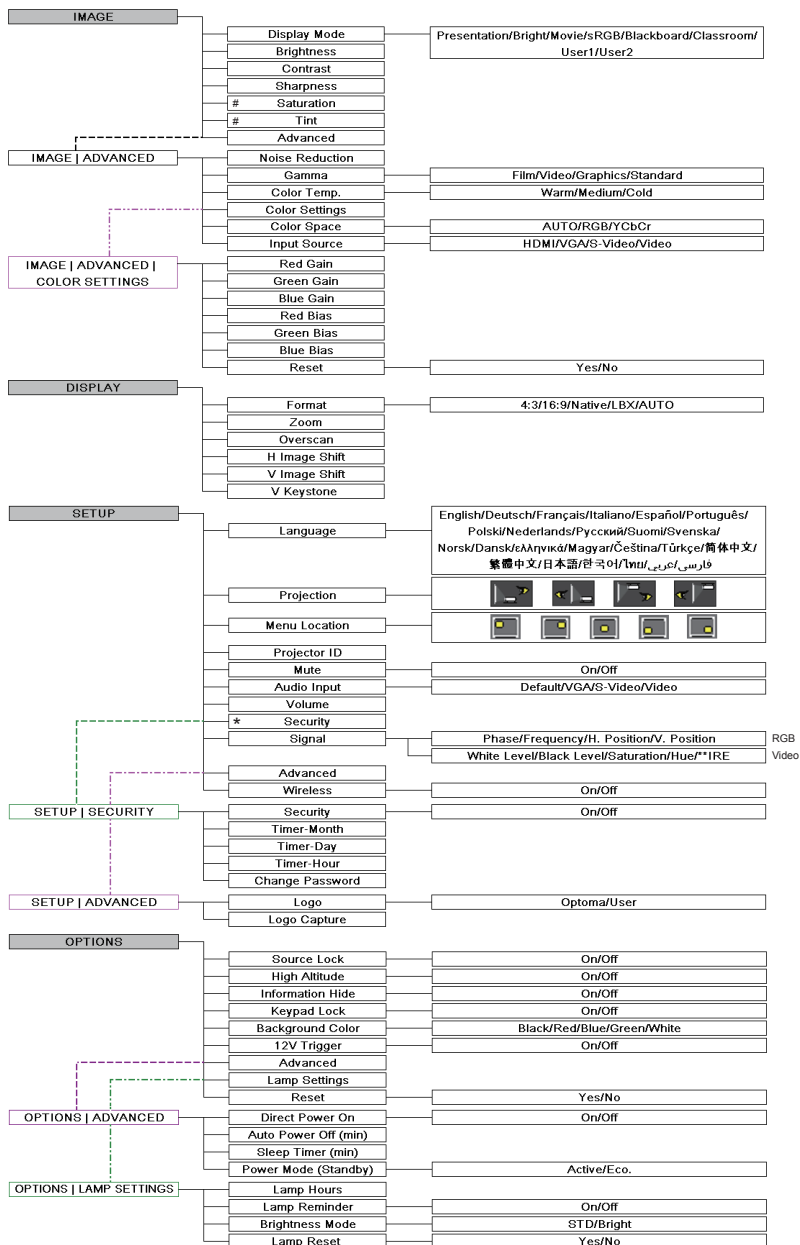 IMAGE
Display Mode Presentation/Bright/Movie/sRGB/Blackboard/Classroom/
User1/User2
Brightness
Contrast
Sharpness
# Saturation
# Tint
Advanced
IMAGE | ADVANCED Noise Reduction
Gamma Film/Video/Graphics/Standard
Color Temp. Warm/Medium/Cold
Color Settings
Color Space AUTO/RGB/YCbCr
Input Source HDMI/VGA/S-Video/Video
IMAGE | ADVANCED |
COLOR SETTINGS
Red Gain
Green Gain
Blue Gain
Red Bias
Green Bias
Blue Bias
Reset Yes/No
DISPLAY
Format 4:3/16:9/Native/LBX/AUTO
Zoom
Overscan
H Image Shift
V Image Shift
V Keystone
SETUP
Language
English/Deutsch/Français/Italiano/Español/Português/
Polski/Nederlands/Русский/Suomi/Svenska/
Norsk/Dansk/ελληνικά/Magyar/Čeština/Türkçe/简体中文/
繁體中文/日本語/한국어/ไทย/عربي/فارسی
Projection
Menu Location
Projector ID
Mute On/Off
Audio Input Default/VGA/S-Video/Video
Volume
* Security
Signal Phase/Frequency/H. Position/V. Position RGB
White Level/Black Level/Saturation/Hue/**IRE Video
Advanced
Wireless On/Off
SETUP | SECURITY Security On/Off
Timer-Month
Timer-Day
Timer-Hour
Change Password
SETUP | ADVANCED Logo Optoma/User
Logo Capture
OPTIONS
Source Lock On/Off
High Altitude On/Off
Information Hide On/Off
Keypad Lock On/Off
Background Color Black/Red/Blue/Green/White
12V Trigger On/Off
Advanced
Lamp Settings
Reset Yes/No
OPTIONS | ADVANCED Direct Power On On/Off
Auto Power Off (min)
Sleep Timer (min)
Power Mode (Standby) Active/Eco.
OPTIONS | LAMP SETTINGS Lamp Hours
Lamp Reminder On/Off
Brightness Mode STD/Bright
Lamp Reset Yes/No